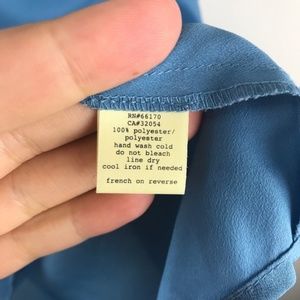 RN#66170
CA#32054
100% polyester/
polyester
hand wash cold
do not bleach
line dry
cool iron if needed
french on reverse